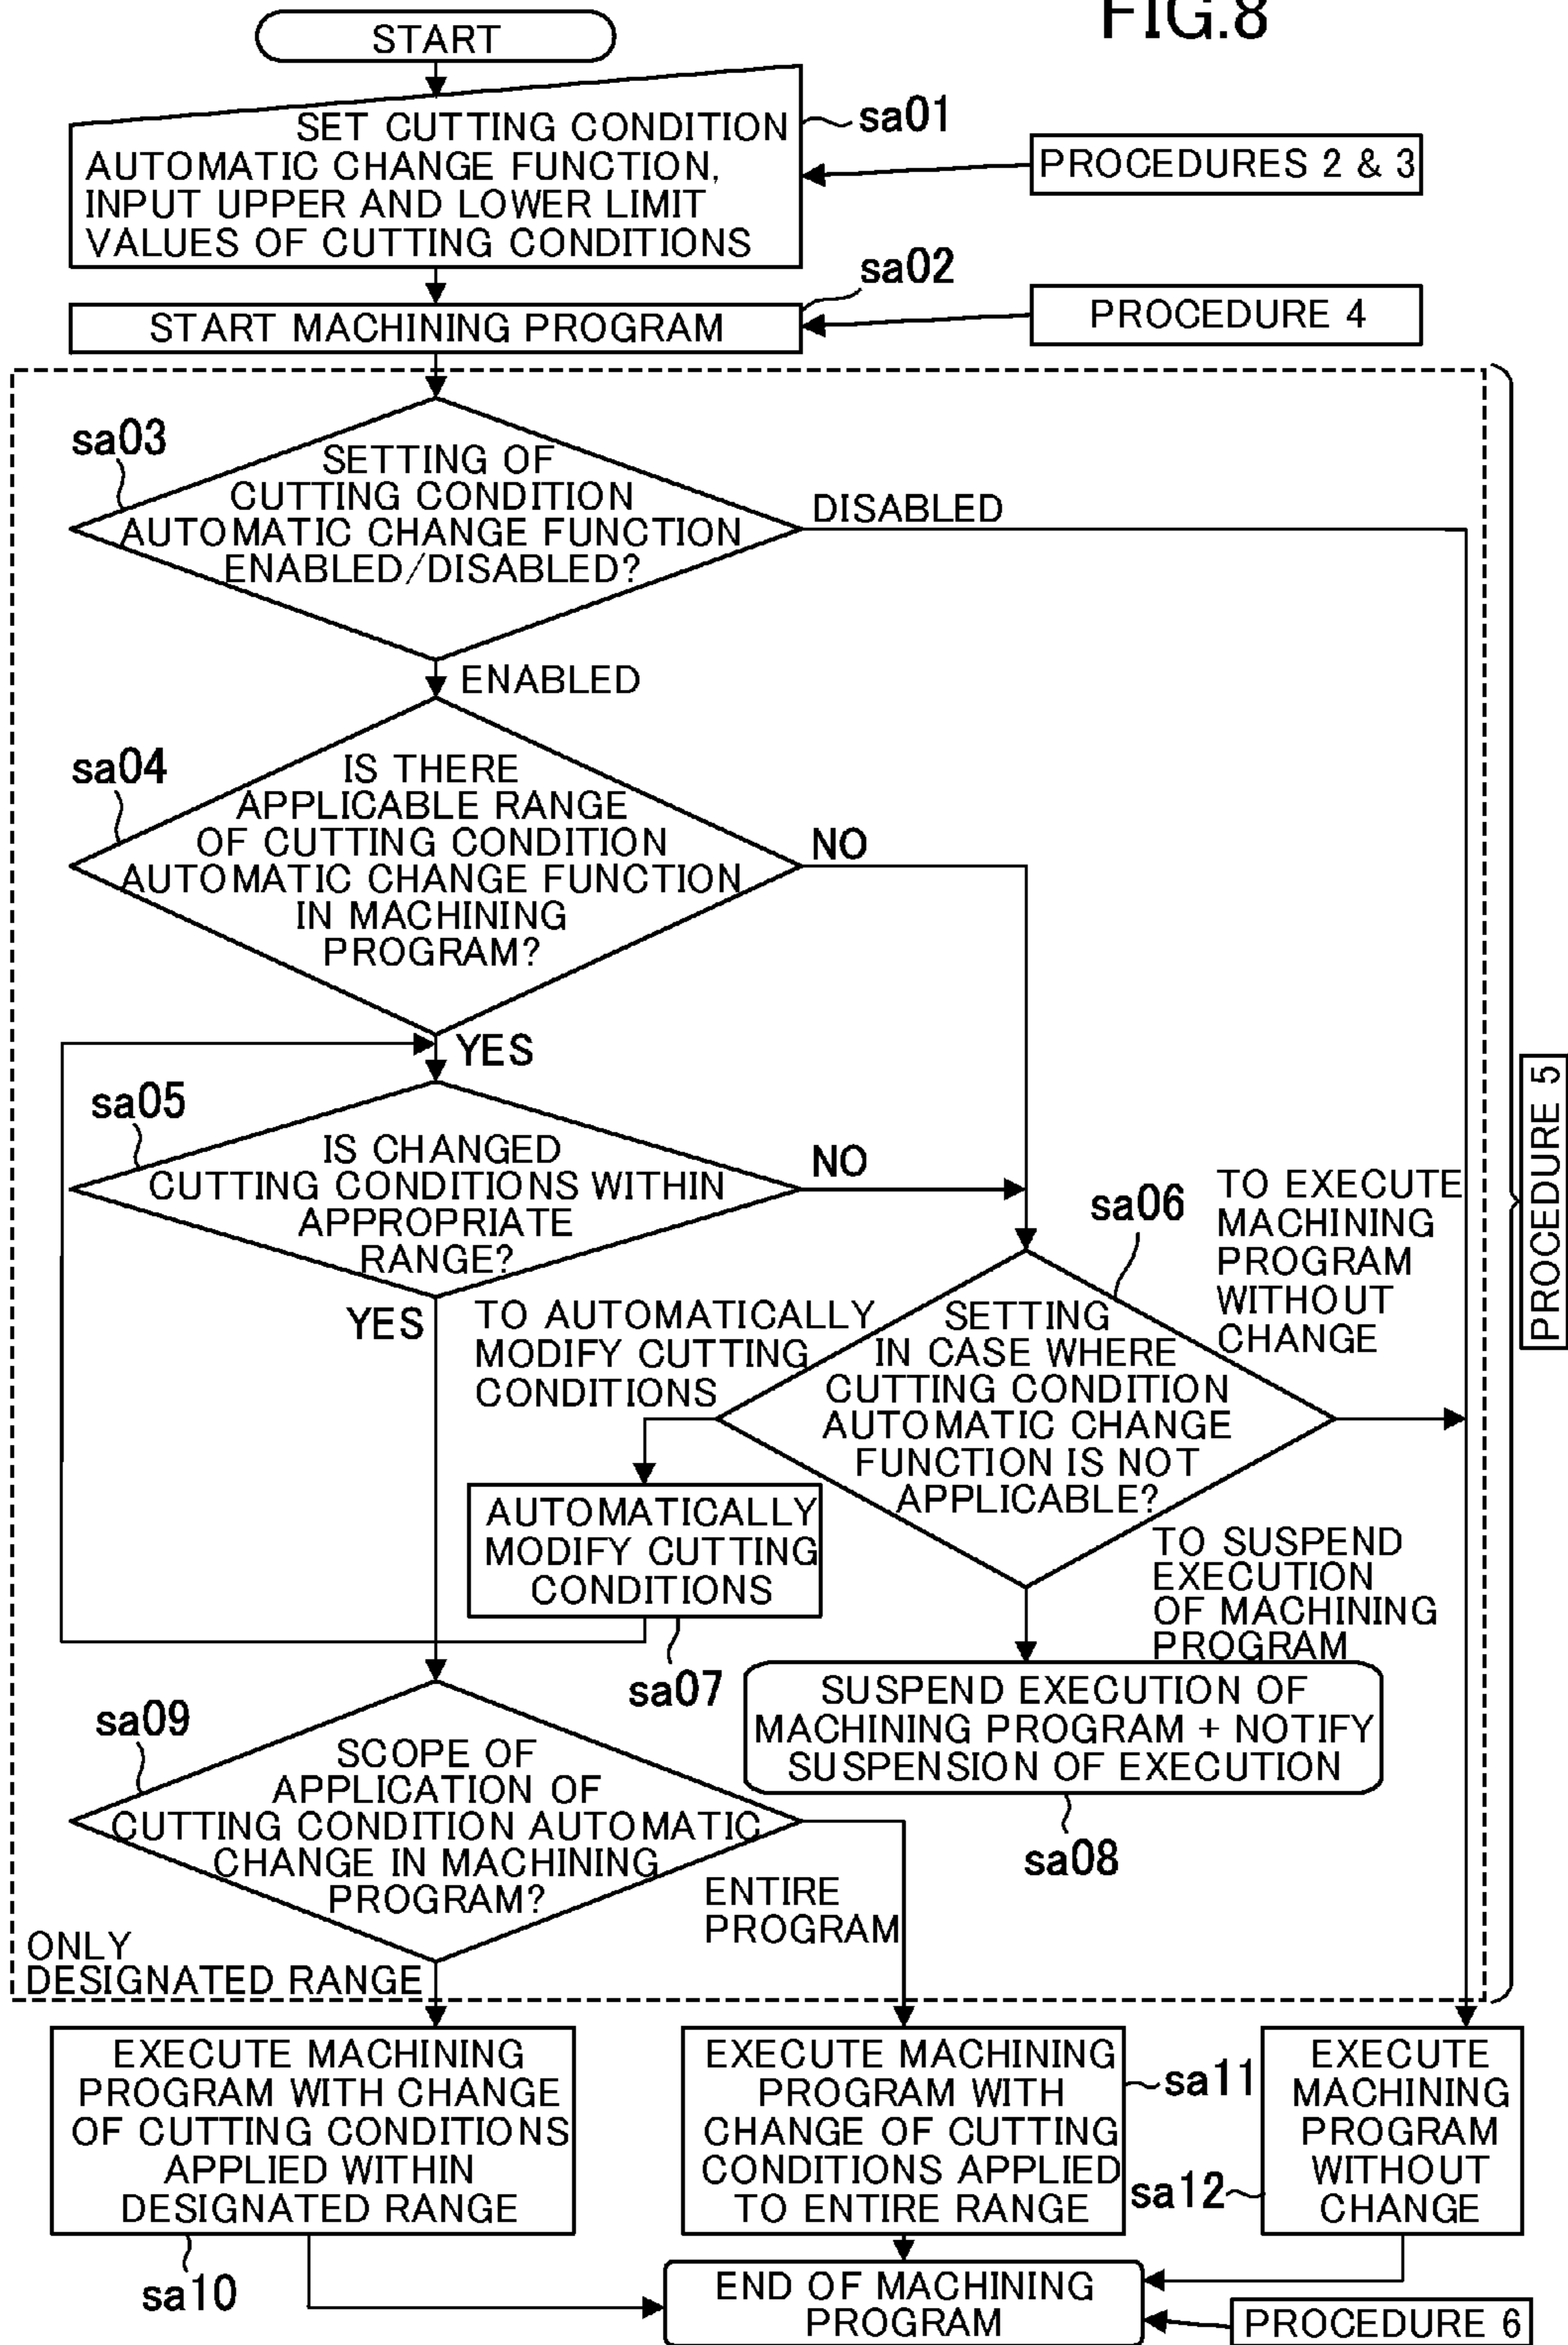 FIG.8
START
SET CUTTING CONDITION
AUTOMATIC CHANGE FUNCTION,
INPUT UPPER AND LOWER LIMIT
VALUES OF CUTTING CONDITIONS
sa01
PROCEDURES 2 & 3
START MACHINING PROGRAM
sa02
PROCEDURE 4
sa03
SETTING OF
CUTTING CONDITION
AUTOMATIC CHANGE FUNCTION
ENABLED/DISABLED?
DISABLED
ENABLED
sa04
IS THERE
APPLICABLE RANGE
OF CUTTING CONDITION
AUTOMATIC CHANGE FUNCTION
IN MACHINING
PROGRAM?
NO
YES
sa05
IS CHANGED
CUTTING CONDITIONS WITHIN
APPROPRIATE
RANGE?
NO
YES
sa06
SETTING
IN CASE WHERE
CUTTING CONDITION
AUTOMATIC CHANGE
FUNCTION IS NOT
APPLICABLE?
TO EXECUTE
MACHINING
PROGRAM
WITHOUT
CHANGE
PROCEDURE 5
TO AUTOMATICALLY
MODIFY CUTTING
CONDITIONS
AUTOMATICALLY
MODIFY CUTTING
CONDITIONS
sa07
TO SUSPEND
EXECUTION
OF MACHINING
PROGRAM
SUSPEND EXECUTION OF
MACHINING PROGRAM + NOTIFY
SUSPENSION OF EXECUTION
sa08
sa09
SCOPE OF
APPLICATION OF
CUTTING CONDITION AUTOMATIC
CHANGE IN MACHINING
PROGRAM?
ENTIRE
PROGRAM
ONLY
DESIGNATED RANGE
EXECUTE MACHINING
PROGRAM WITH CHANGE
OF CUTTING CONDITIONS
APPLIED WITHIN
DESIGNATED RANGE
sa10
EXECUTE MACHINING
PROGRAM WITH
CHANGE OF CUTTING
CONDITIONS APPLIED
TO ENTIRE RANGE
sa11
EXECUTE
MACHINING
PROGRAM
WITHOUT
CHANGE
sa12
END OF MACHINING
PROGRAM
PROCEDURE 6